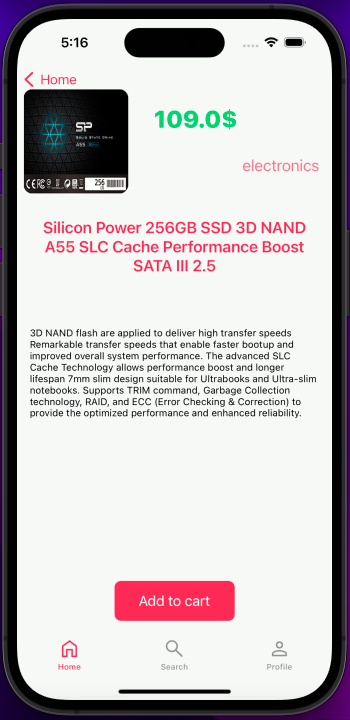 5:16
Home
SP
SOLID STATE DRIVE
A55
256
109.0$
electronics
Silicon Power 256GB SSD 3D NAND
A55 SLC Cache Performance Boost
SATA III 2.5
3D NAND flash are applied to deliver high transfer speeds
Remarkable transfer speeds that enable faster bootup and
improved overall system performance. The advanced SLC
Cache Technology allows performance boost and longer
lifespan 7mm slim design suitable for Ultrabooks and Ultra-slim
notebooks. Supports TRIM command, Garbage Collection
technology, RAID, and ECC (Error Checking & Correction) to
provide the optimized performance and enhanced reliability.
Add to cart
Home
Search
Profile